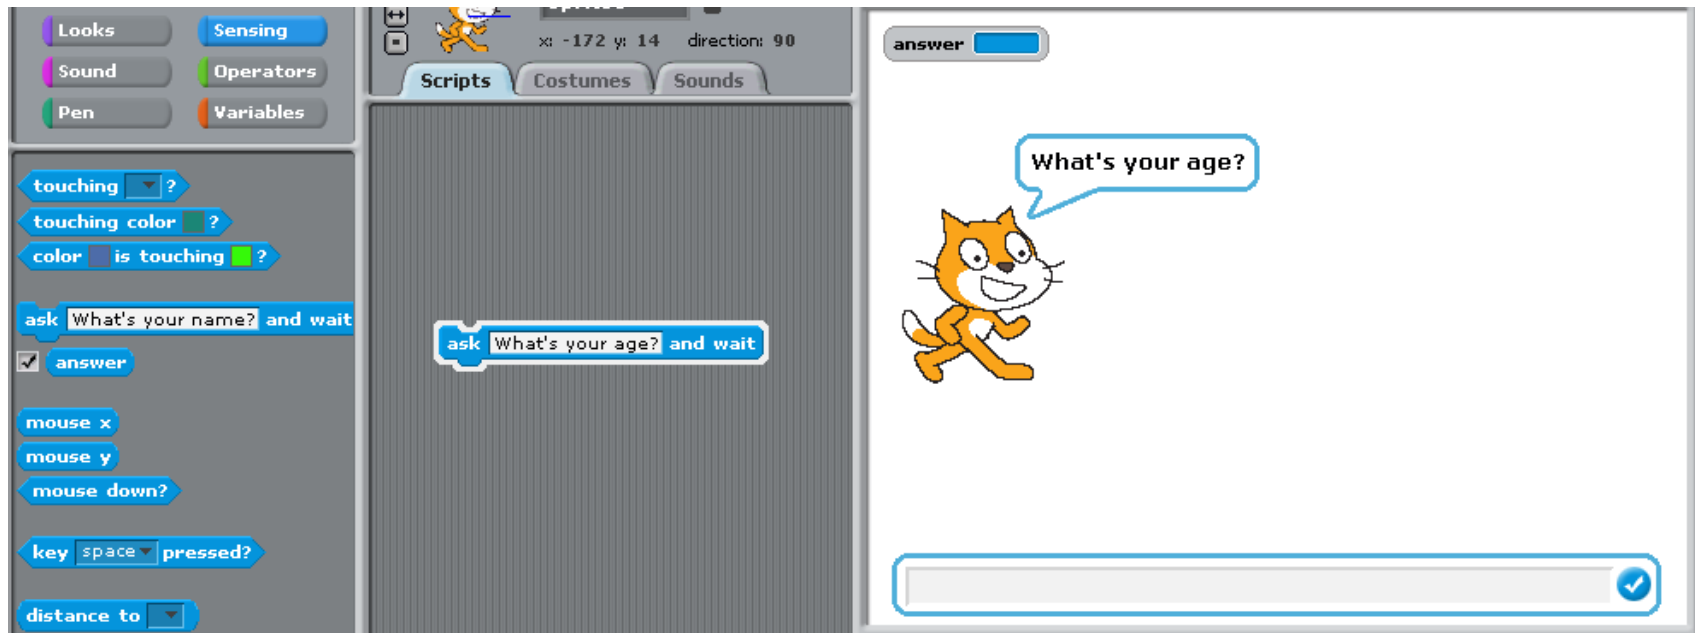 Looks
Sensing
Sound
Operators
Pen
Variables
touching ?
touching color ?
color is touching ?
ask What's your name? and wait
answer
mouse x
mouse y
mouse down?
key space pressed?
distance to
x: -172 y: 14 direction: 90
Scripts
Costumes
Sounds
ask What's your age? and wait
answer
What's your age?